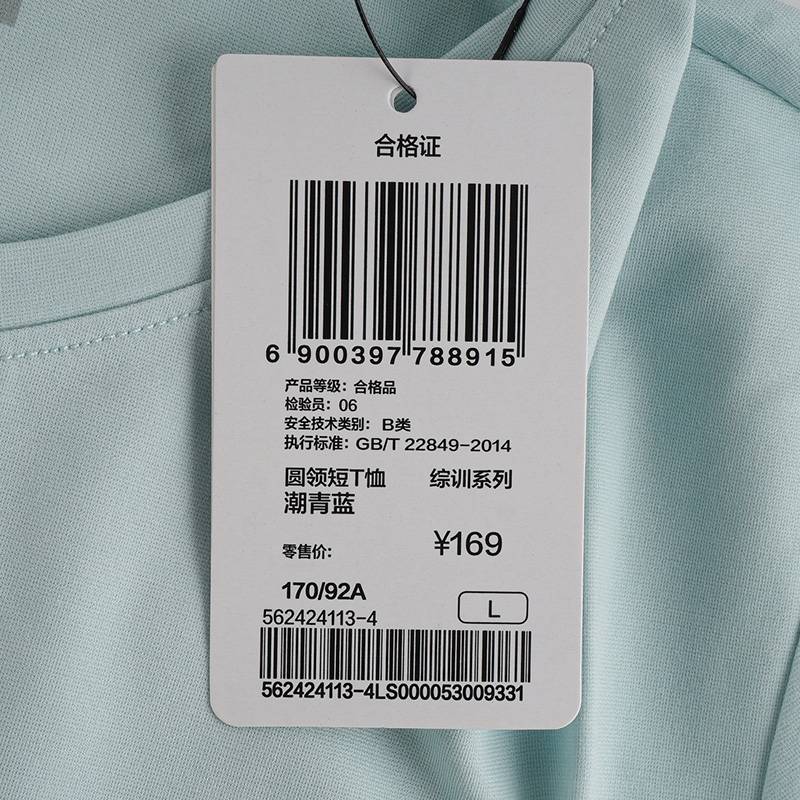 合格证
6 900397 788915
产品等级：合格品
检验员：06
安全技术类别：B类
执行标准：GB/T 22849-2014
圆领短T恤 综训系列
潮青蓝
零售价： ¥169
170/92A
562424113-4 L
562424113-4LS000053009331